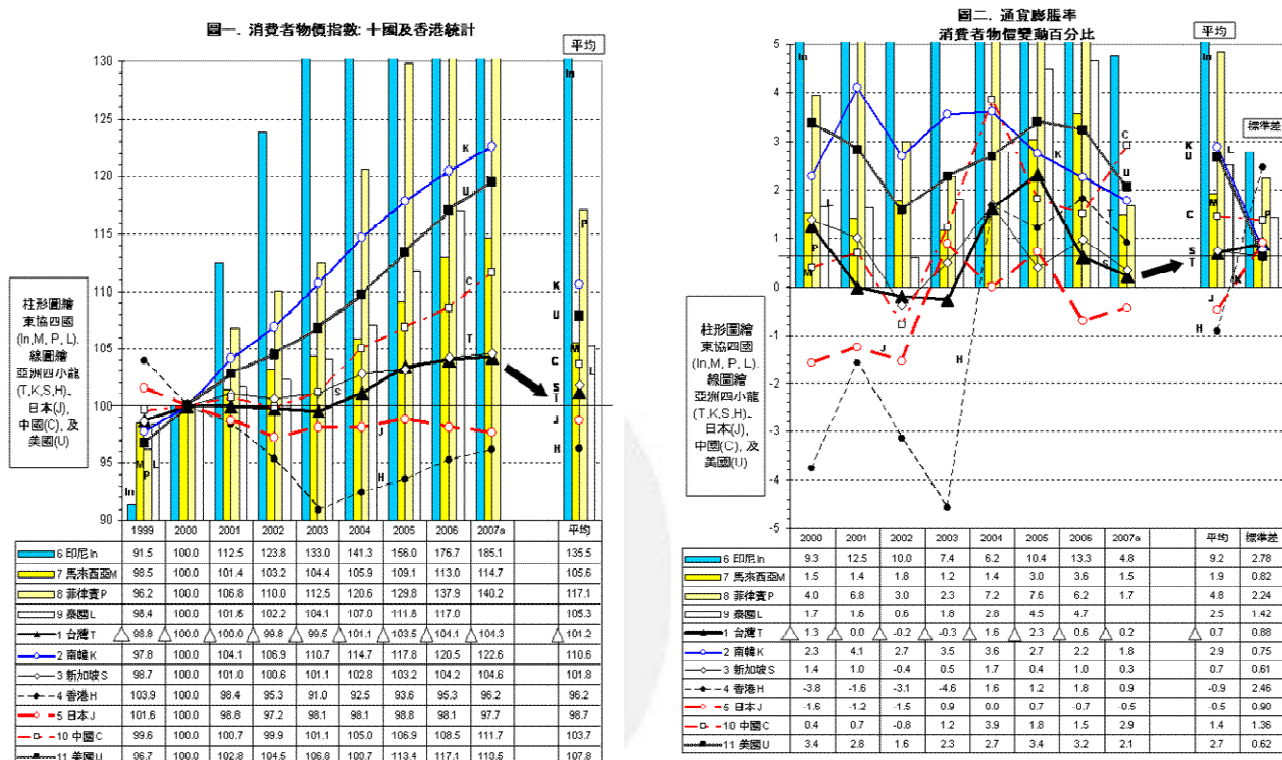 圖一. 消費者物價指數: 十國及香港統計
平均
130
125
120
115
110
105
100
95
90
In
K
U
P
C
K
U
M
T
C
L
S
S
T
J
J
H
H
M
L
P
In
柱形圖繪
東協四國
(In,M, P, L).
線圖繪
亞洲四小龍
(T,K,S,H)、
日本(J),
中國(C), 及
美國(U)
1999 2000 2001 2002 2003 2004 2005 2006 2007a 平均
6 印尼 In 91.5 100.0 112.5 123.8 133.0 141.3 156.0 176.7 185.1 135.5
7 馬來西亞M 98.5 100.0 101.4 103.2 104.4 105.9 109.1 113.0 114.7 105.6
8 菲律賓P 96.2 100.0 106.8 110.0 112.5 120.6 129.8 137.9 140.2 117.1
9 泰國L 98.4 100.0 101.6 102.2 104.1 107.0 111.8 117.0 105.3
1 台灣T 98.8 100.0 100.0 99.8 99.5 101.1 103.5 104.1 104.3 101.2
2 南韓K 97.8 100.0 104.1 106.9 110.7 114.7 117.8 120.5 122.6 110.6
3 新加坡S 98.7 100.0 101.0 100.6 101.1 102.8 103.2 104.2 104.6 101.8
4 香港H 103.9 100.0 98.4 95.3 91.0 92.5 93.6 95.3 96.2 96.2
5 日本J 101.6 100.0 98.8 97.2 98.1 98.1 98.8 98.1 97.7 98.7
10 中國C 99.6 100.0 100.7 99.9 101.1 105.0 106.9 108.5 111.7 103.7
11 美國U 96.7 100.0 102.8 104.5 106.8 109.7 113.4 117.1 119.5 107.8
圖二. 通貨膨脹率
消費者物價變動百分比
平均
標準差
5
4
3
2
1
0
-1
-2
-3
-4
-5
In
In
C
K
U
L
K
U
L
T
M
P
C
M
S
S
T
J
J
K
H
H
柱形圖繪
東協四國
(In,M, P, L).
線圖繪
亞洲四小龍
(T,K,S,H)、
日本(J),
中國(C), 及
美國(U)
2000 2001 2002 2003 2004 2005 2006 2007a 平均 標準差
6 印尼 In 9.3 12.5 10.0 7.4 6.2 10.4 13.3 4.8 9.2 2.78
7 馬來西亞M 1.5 1.4 1.8 1.2 1.4 3.0 3.6 1.5 1.9 0.82
8 菲律賓P 4.0 6.8 3.0 2.3 7.2 7.6 6.2 1.7 4.8 2.24
9 泰國L 1.7 1.6 0.6 1.8 2.8 4.5 4.7 2.5 1.42
1 台灣T 1.3 0.0 -0.2 -0.3 1.6 2.3 0.6 0.2 0.7 0.88
2 南韓K 2.3 4.1 2.7 3.5 3.6 2.7 2.2 1.8 2.9 0.75
3 新加坡S 1.4 1.0 -0.4 0.5 1.7 0.4 1.0 0.3 0.7 0.61
4 香港H -3.8 -1.6 -3.1 -4.6 1.6 1.2 1.8 0.9 -0.9 2.46
5 日本J -1.6 -1.2 -1.5 0.9 0.0 0.7 -0.7 -0.5 -0.5 0.90
10 中國C 0.4 0.7 -0.8 1.2 3.9 1.8 1.5 2.9 1.4 1.36
11 美國U 3.4 2.8 1.6 2.3 2.7 3.4 3.2 2.1 2.7 0.62